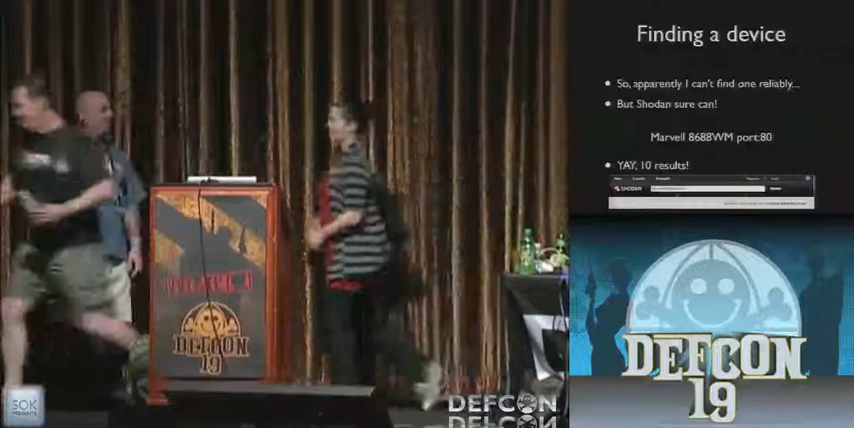 Finding a device
So, apparently I can't find one reliably...
But Shodan sure can!
Marvell 8688WM port:80
YAY, 10 results!
SHODAN
DEFCON
19
DEFCON
19
SOK
PRESENTS
DEFCON